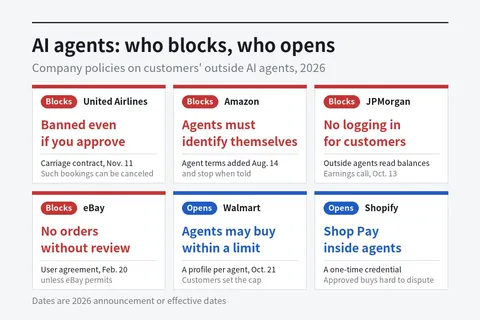 AI agents: who blocks, who opens
Company policies on customers' outside AI agents, 2026
Blocks United Airlines
Banned even
if you approve
Carriage contract, Nov. 11
Such bookings can be canceled
Blocks Amazon
Agents must
identify themselves
Agent terms added Aug. 14
and stop when told
Blocks JPMorgan
No logging in
for customers
Outside agents read balances
Earnings call, Oct. 13
Blocks eBay
No orders
without review
User agreement, Feb. 20
unless eBay permits
Opens Walmart
Agents may buy
within a limit
A profile per agent, Oct. 21
Customers set the cap
Opens Shopify
Shop Pay
inside agents
A one-time credential
Approved buys hard to dispute
Dates are 2026 announcement or effective dates